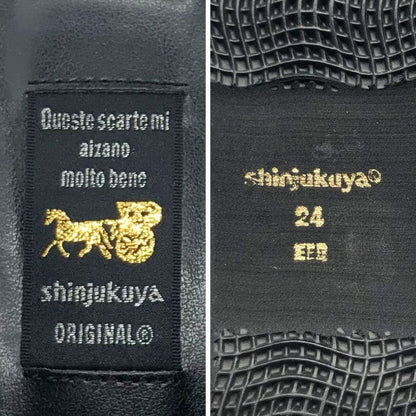 Queste scarte mi
aizano
molto bene
shinjukuya
ORIGINAL®
shinjukuya®
24
EEE